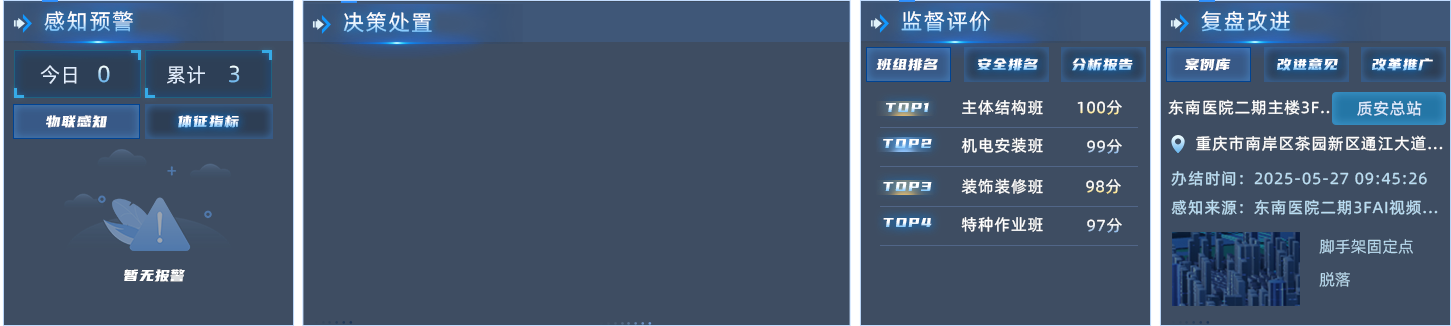 感知预警
今日 0 累计 3
物联感知 体征指标
暂无报警
决策处置
监督评价
班组排名 安全排名 分析报告
TOP1 主体结构班 100分
TOP2 机电安装班 99分
TOP3 装饰装修班 98分
TOP4 特种作业班 97分
复盘改进
案例库 改进意见 改革推广
东南医院二期主楼3F... 质安总站
重庆市南岸区茶园新区通江大道...
办结时间：2025-05-27 09:45:26
感知来源：东南医院二期3FAI视频...
脚手架固定点
脱落